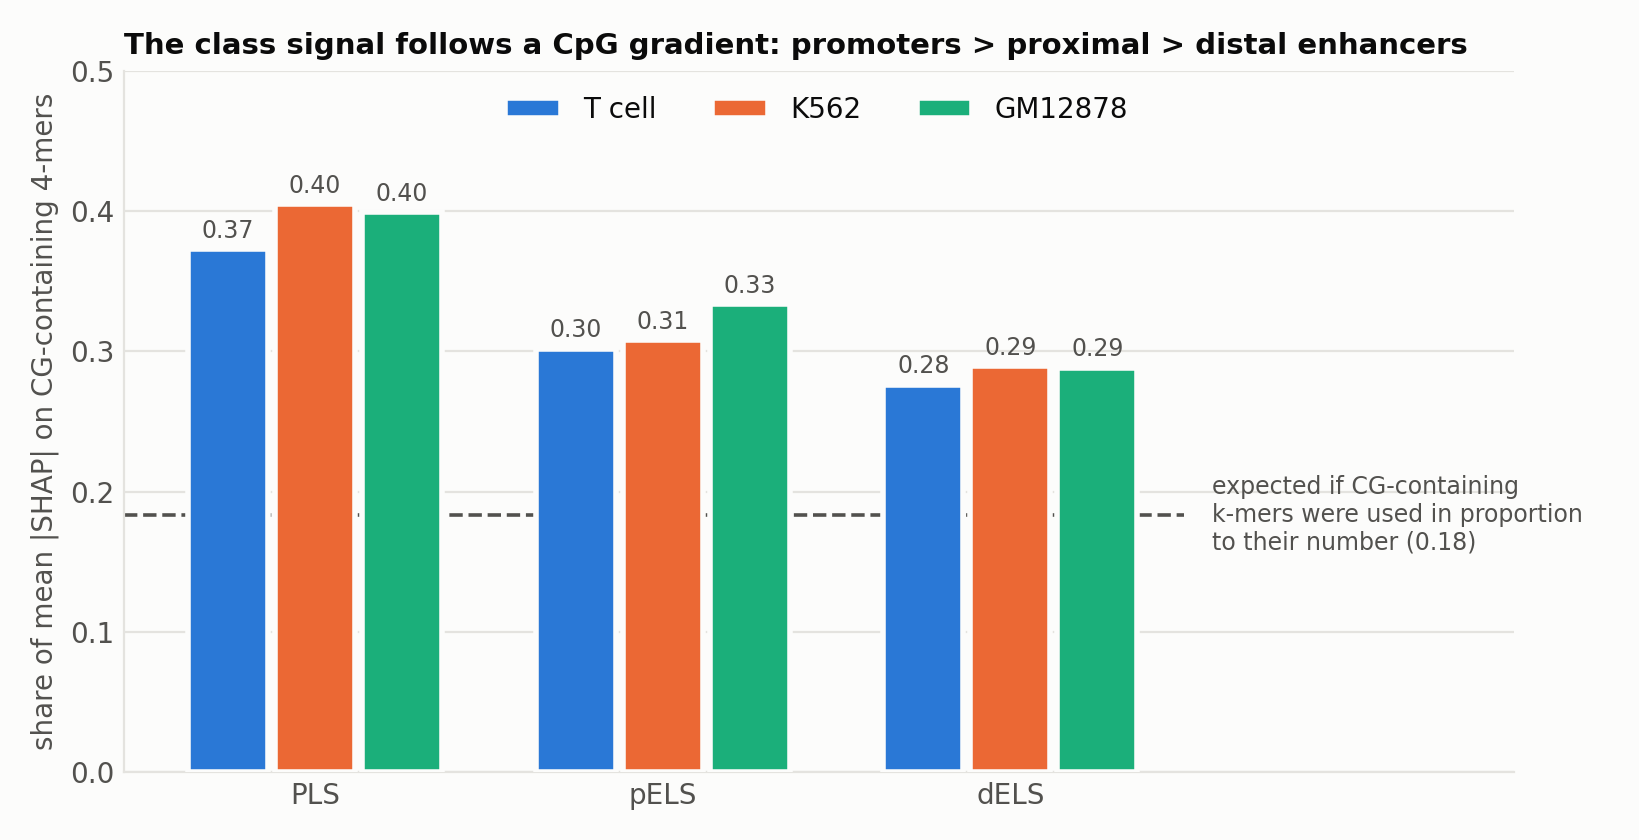 The class signal follows a CpG gradient: promoters > proximal > distal enhancers
share of mean |SHAP| on CG-containing 4-mers
0.5
0.4
0.3
0.2
0.1
0.0
T cell
K562
GM12878
0.37
0.40
0.40
0.30
0.31
0.33
0.28
0.29
0.29
expected if CG-containing
k-mers were used in proportion
to their number (0.18)
PLS
pELS
dELS